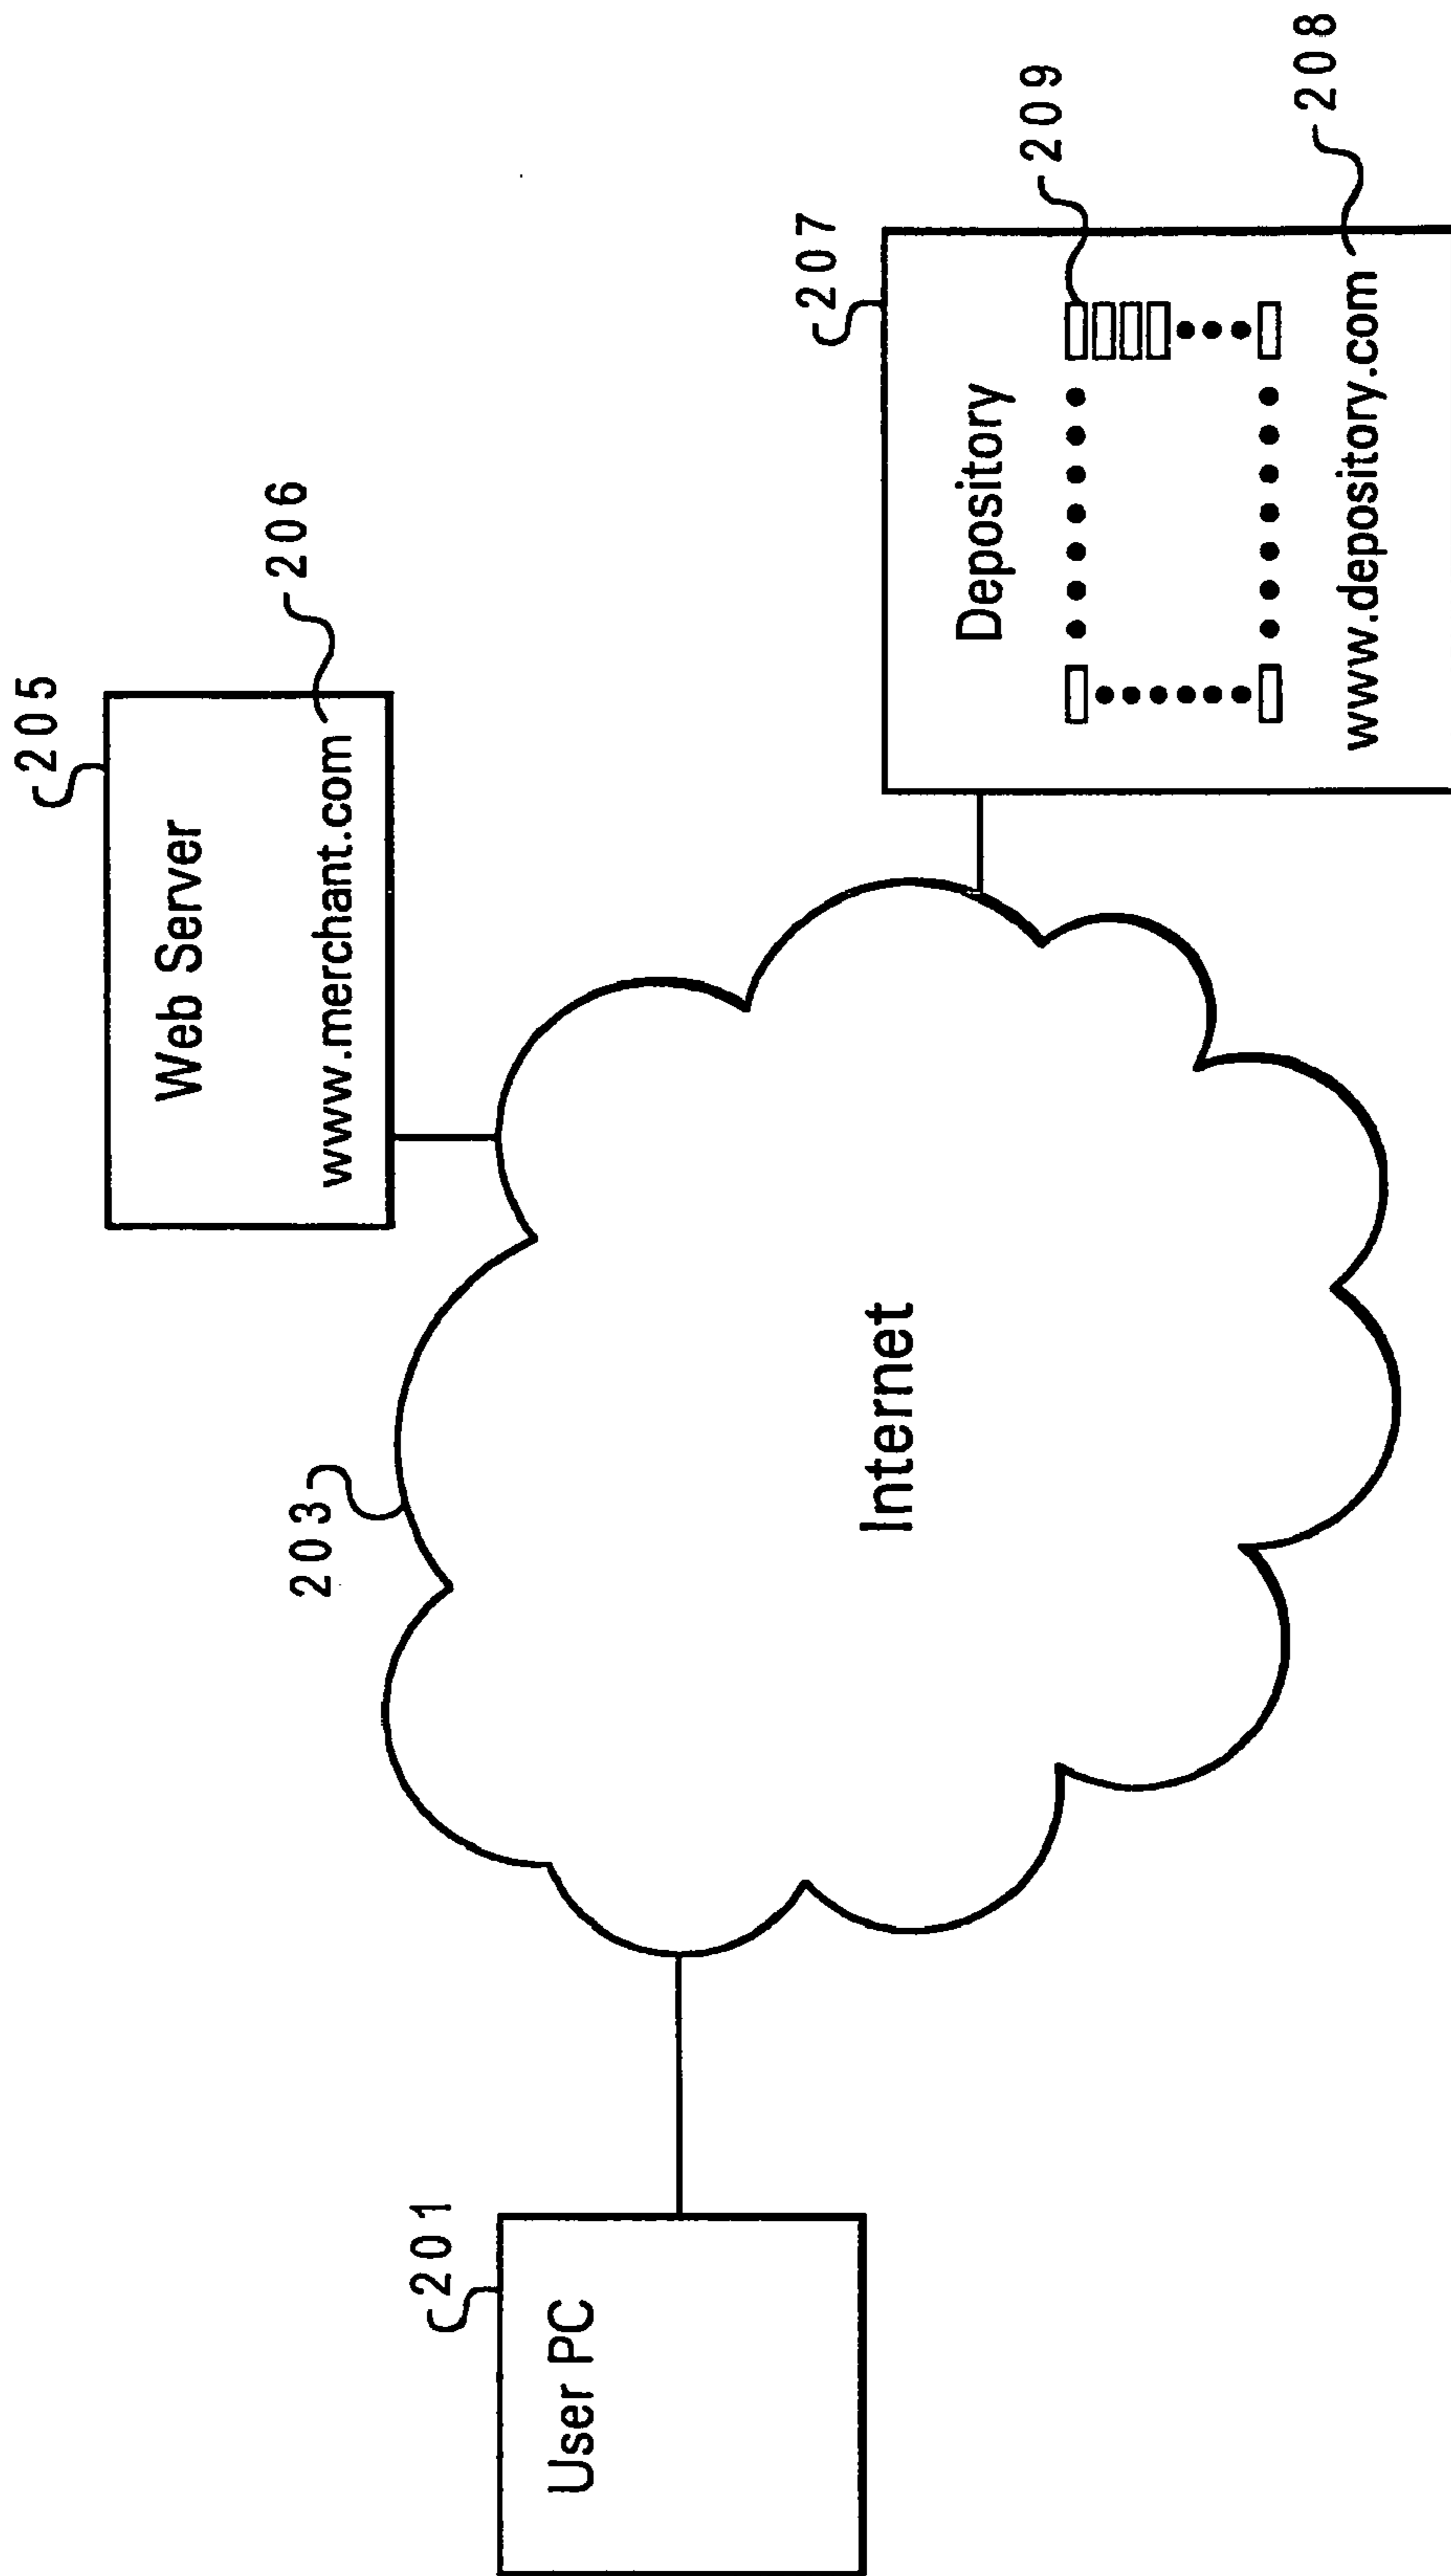 205
Web Server
www.merchant.com
206
203
Internet
201
User PC
207
Depository
209
www.depository.com
208